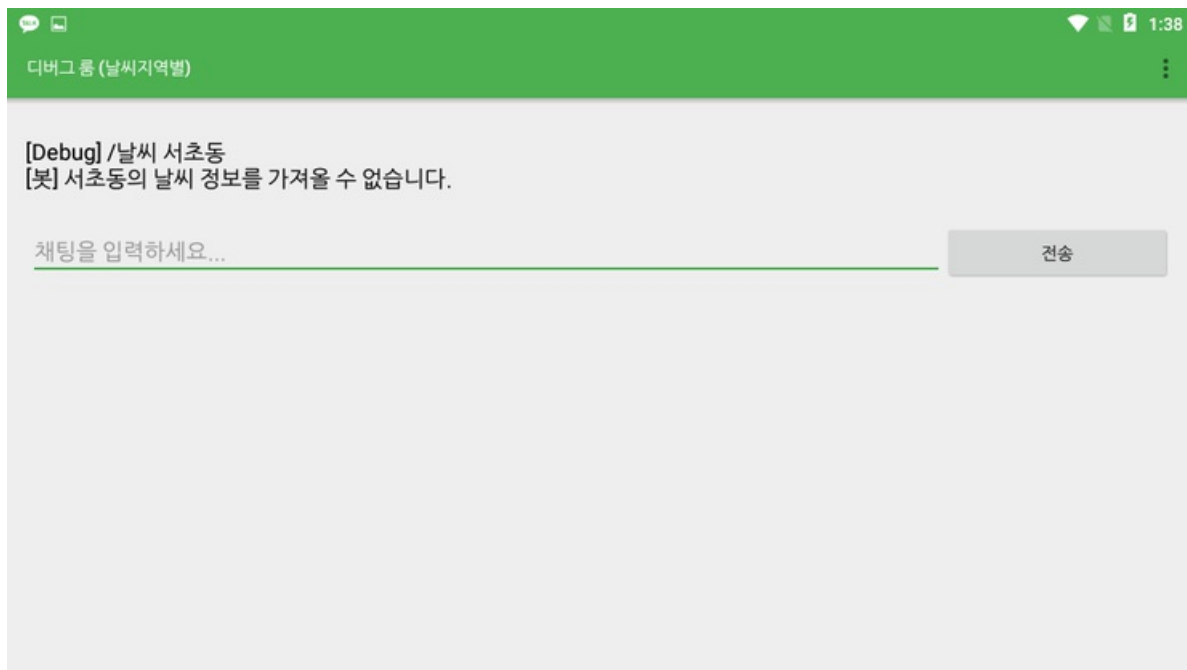 1:38
디버그 룸 (날씨지역별)
[Debug] /날씨 서초동
[봇] 서초동의 날씨 정보를 가져올 수 없습니다.
채팅을 입력하세요...
전송